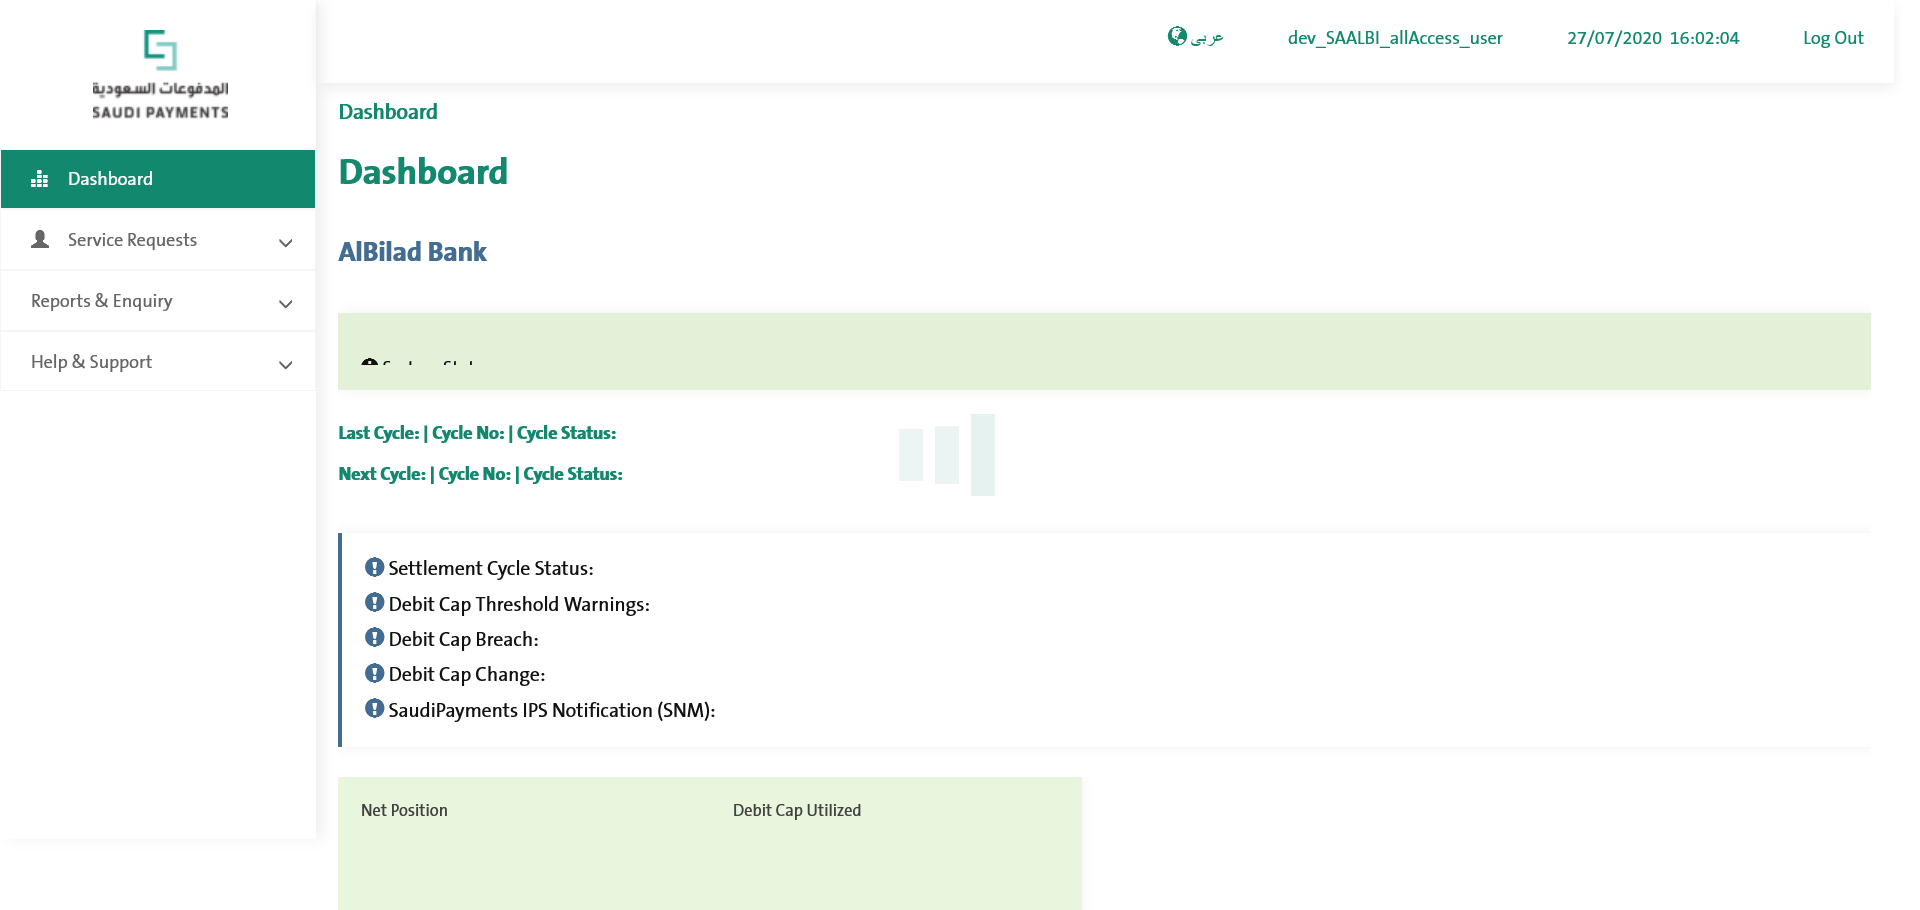 المدفوعات السعودية
SAUDI PAYMENTS
عربى
dev_SAALBI_allAccess_user
27/07/2020 16:02:04
Log Out
Dashboard
Service Requests
Reports & Enquiry
Help & Support
Dashboard
Dashboard
AlBilad Bank
Last Cycle: | Cycle No: | Cycle Status:
Next Cycle: | Cycle No: | Cycle Status:
Settlement Cycle Status:
Debit Cap Threshold Warnings:
Debit Cap Breach:
Debit Cap Change:
SaudiPayments IPS Notification (SNM):
Net Position
Debit Cap Utilized